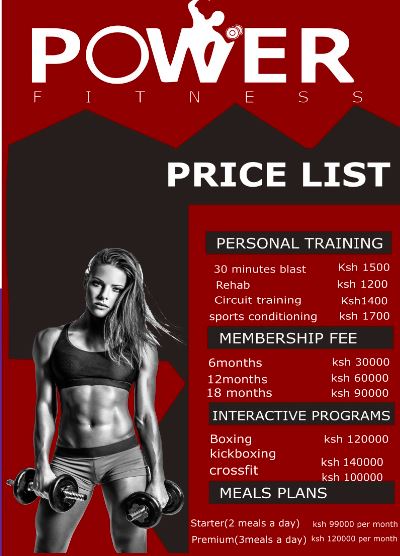 POWER
FITNESS
PRICE LIST
PERSONAL TRAINING
30 minutes blast Ksh 1500
Rehab ksh 1200
Circuit training Ksh1400
sports conditioning ksh 1700
MEMBERSHIP FEE
6months ksh 30000
12months ksh 60000
18 months ksh 90000
INTERACTIVE PROGRAMS
Boxing ksh 120000
kickboxing ksh 140000
crossfit ksh 100000
MEALS PLANS
Starter(2 meals a day) ksh 99000 per month
Premium(3meals a day) ksh 120000 per month